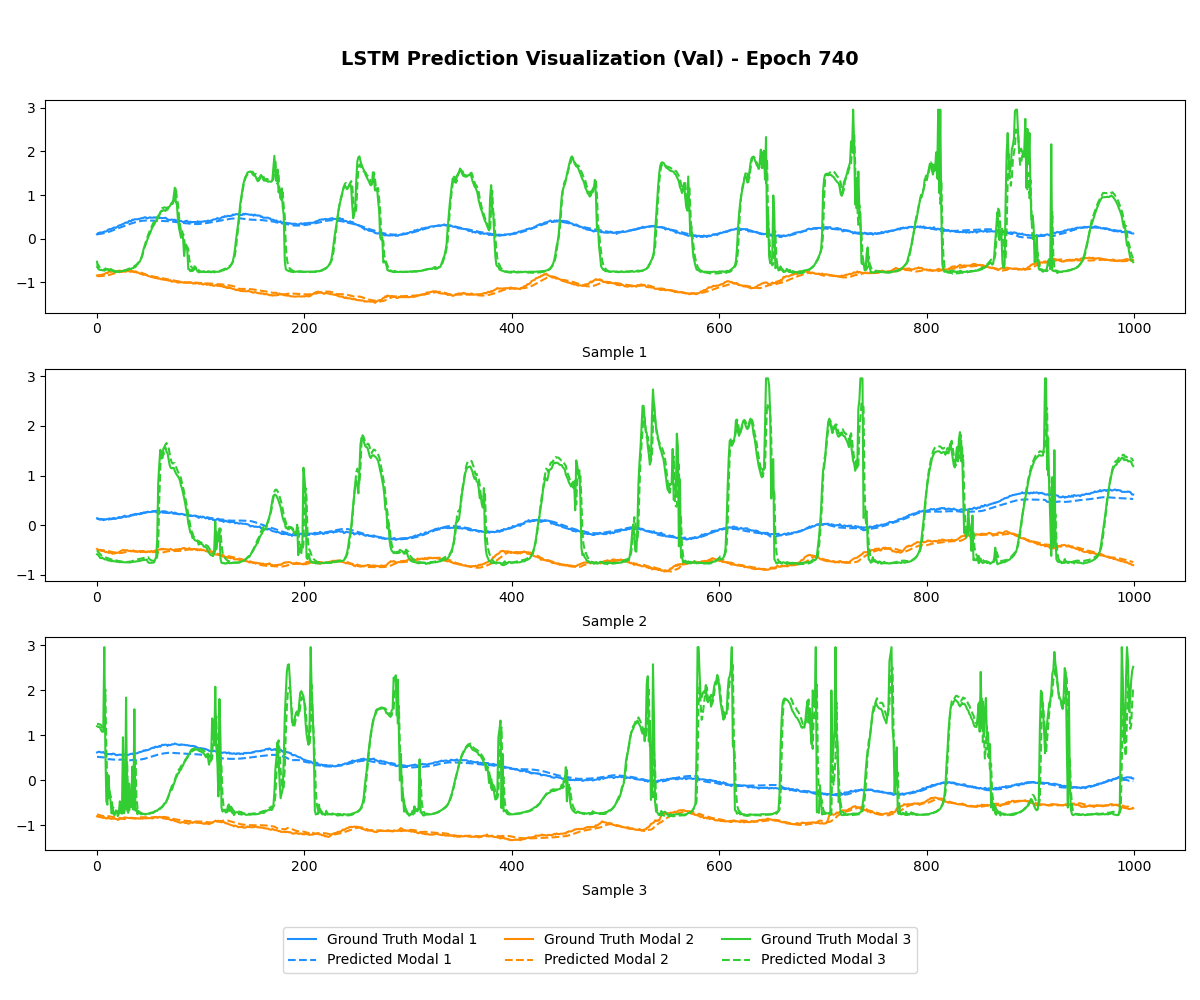 LSTM Prediction Visualization (Val) - Epoch 740
3
2
1
0
−1
0 200 400 600 800 1000
Sample 1
3
2
1
0
−1
0 200 400 600 800 1000
Sample 2
3
2
1
0
−1
0 200 400 600 800 1000
Sample 3
Ground Truth Modal 1 Ground Truth Modal 2 Ground Truth Modal 3
Predicted Modal 1 Predicted Modal 2 Predicted Modal 3